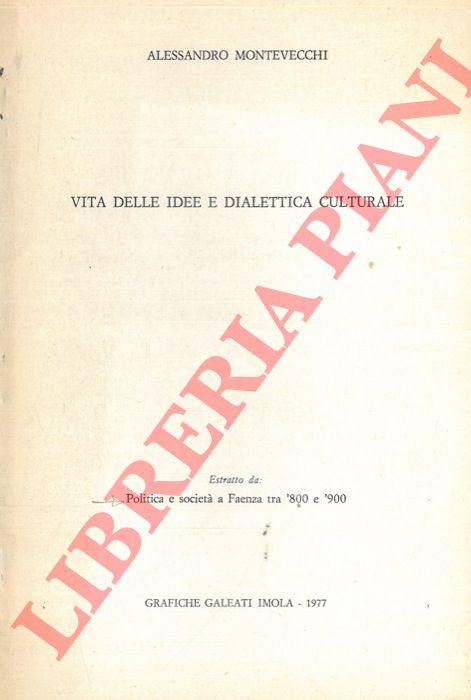 ALESSANDRO MONTEVECCHI
VITA DELLE IDEE E DIALETTICA CULTURALE
Estratto da:
Politica e società a Faenza tra '800 e '900
GRAFICHE GALEATI IMOLA - 1977
LIBRERIA PIANI